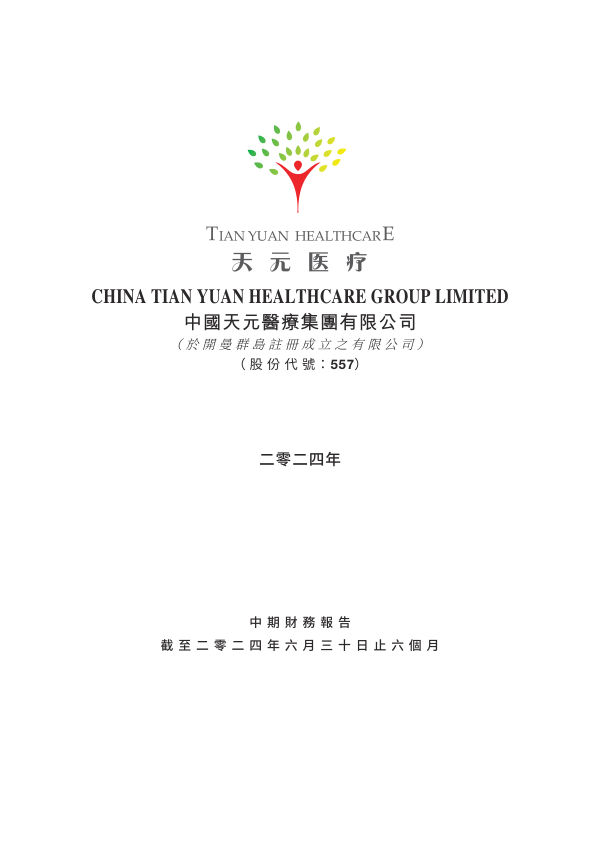 TIAN YUAN HEALTHCARE
天元医疗
CHINA TIAN YUAN HEALTHCARE GROUP LIMITED
中國天元醫療集團有限公司
（於開曼群島註冊成立之有限公司）
（股份代號：557）
二零二四年
中期財務報告
截至二零二四年六月三十日止六個月